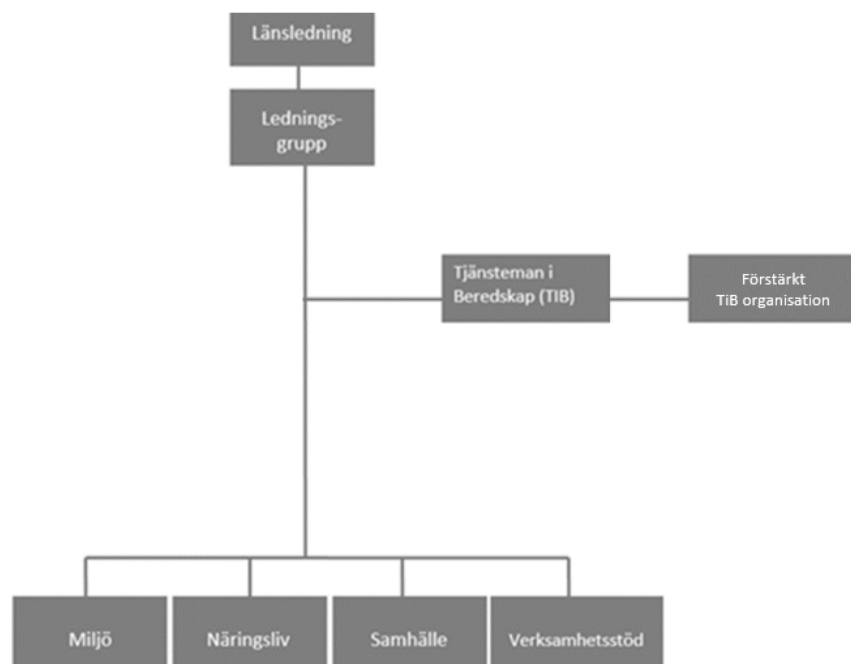 Länsledning
Lednings-
grupp
Tjänsteman i
Beredskap (TIB)
Förstärkt
TiB organisation
Miljö
Näringsliv
Samhälle
Verksamhetsstöd